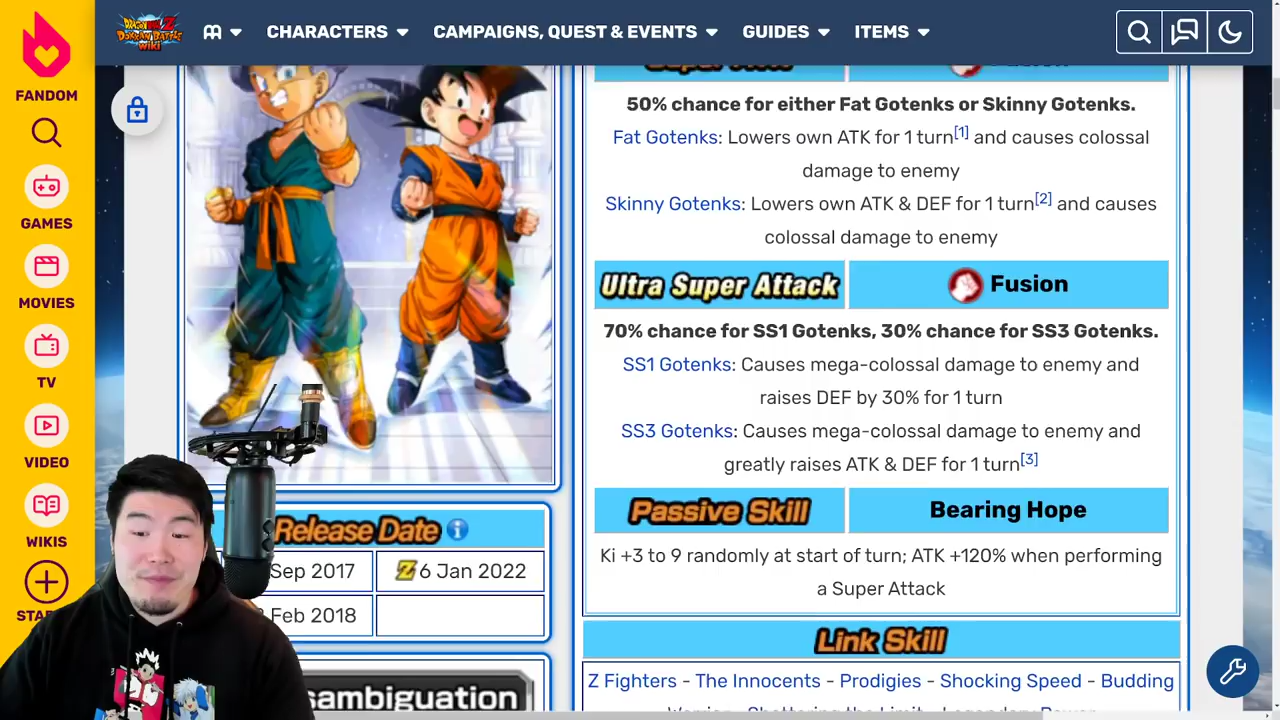 FANDOM
GAMES
MOVIES
TV
VIDEO
WIKIS
DRAGON BALL Z
DOKKAN BATTLE
WIKI
CHARACTERS
CAMPAIGNS, QUEST & EVENTS
GUIDES
ITEMS
50% chance for either Fat Gotenks or Skinny Gotenks.
Fat Gotenks: Lowers own ATK for 1 turn[1] and causes colossal
damage to enemy
Skinny Gotenks: Lowers own ATK & DEF for 1 turn[2] and causes
colossal damage to enemy
Ultra Super Attack
Fusion
70% chance for SS1 Gotenks, 30% chance for SS3 Gotenks.
SS1 Gotenks: Causes mega-colossal damage to enemy and
raises DEF by 30% for 1 turn
SS3 Gotenks: Causes mega-colossal damage to enemy and
greatly raises ATK & DEF for 1 turn[3]
Passive Skill
Bearing Hope
Ki +3 to 9 randomly at start of turn; ATK +120% when performing
a Super Attack
Link Skill
Z Fighters - The Innocents - Prodigies - Shocking Speed - Budding
Release Date
Sep 2017
Z 6 Jan 2022
Feb 2018